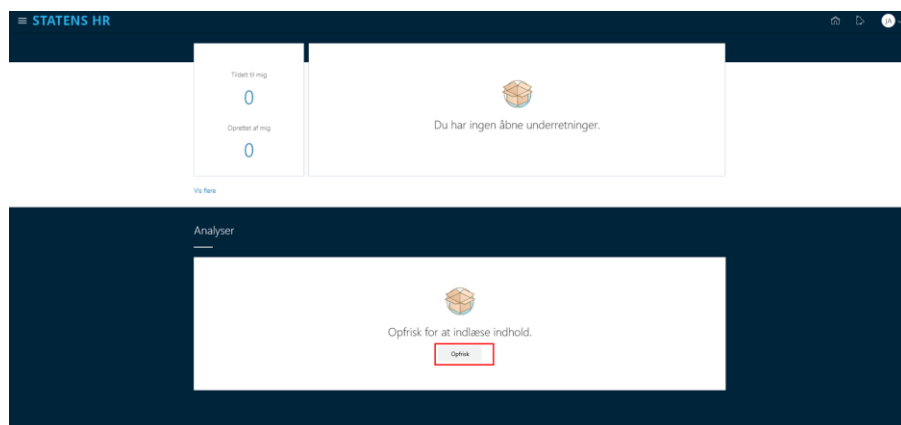 STATENS HR
JA
Tildelt til mig
0
Oprettet af mig
0
Du har ingen åbne underretninger.
Vis flere
Analyser
Opfrisk for at indlæse indhold.
Opfrisk